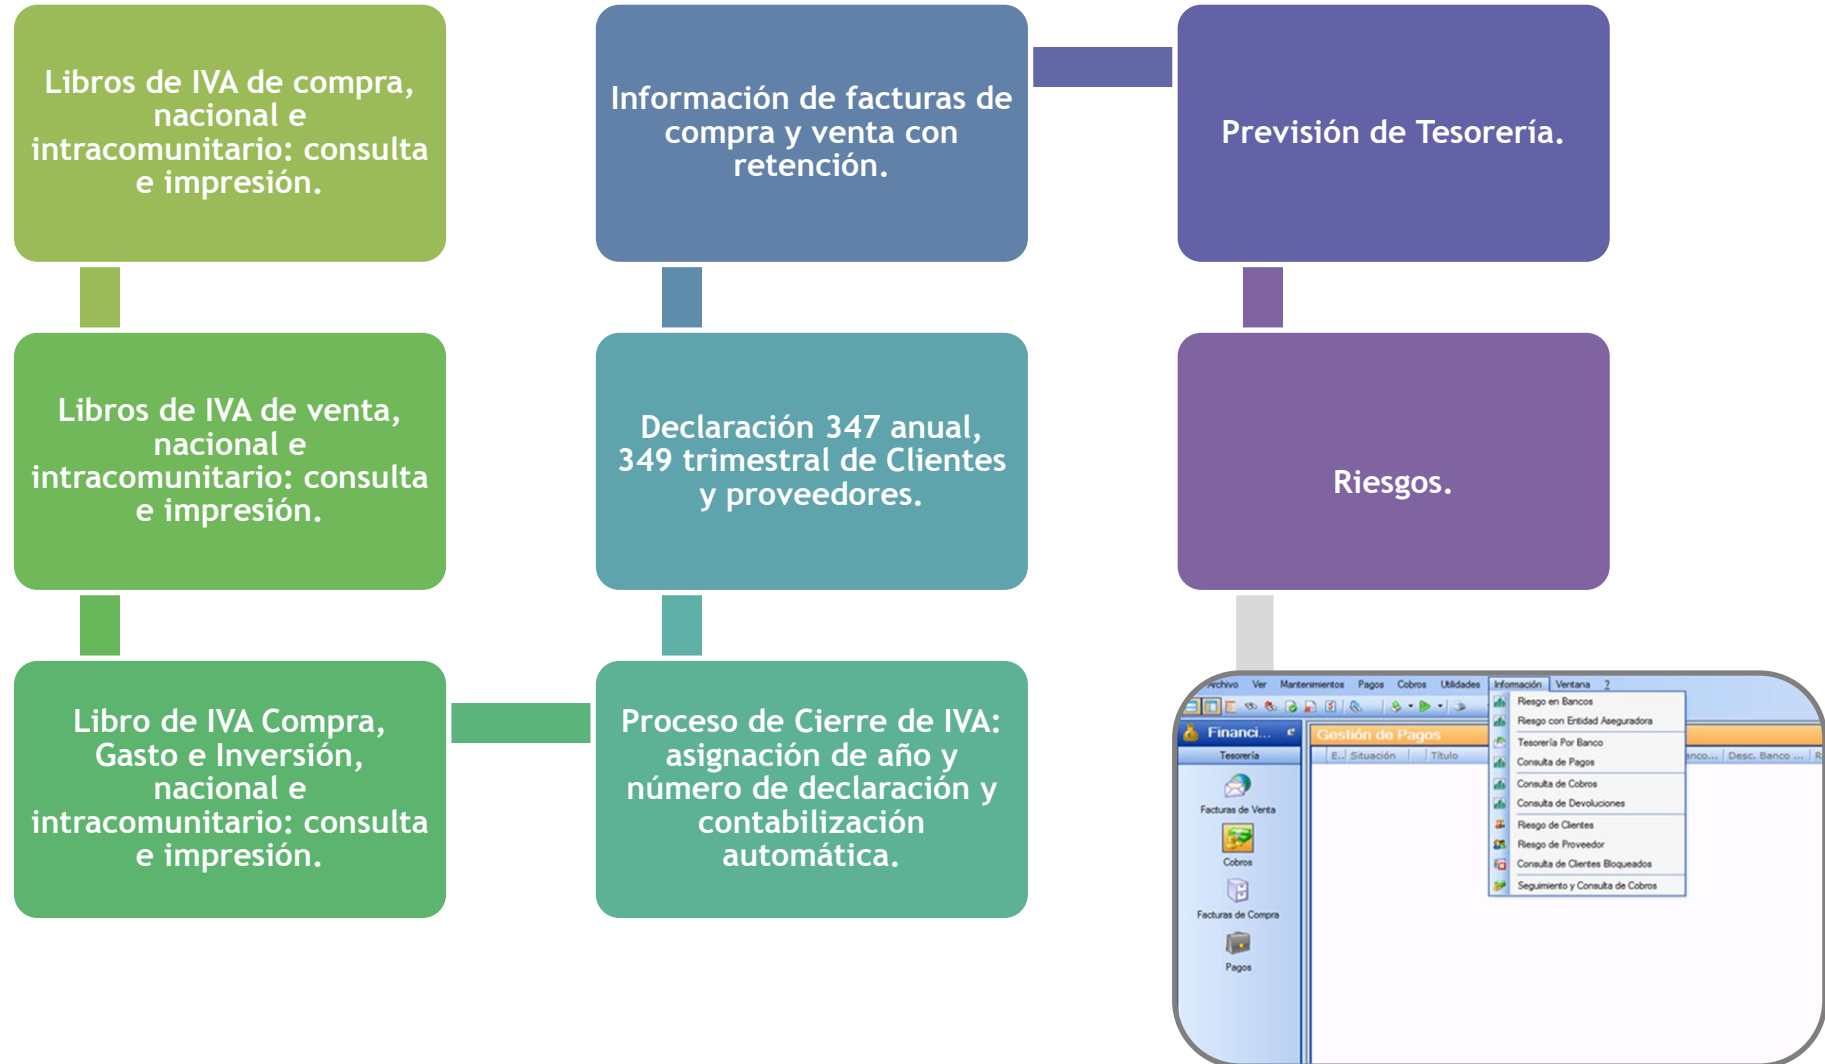 Libros de IVA de compra,
nacional e
intracomunitario: consulta
e impresión.
Libros de IVA de venta,
nacional e
intracomunitario: consulta
e impresión.
Libro de IVA Compra,
Gasto e Inversión,
nacional e
intracomunitario: consulta
e impresión.
Proceso de Cierre de IVA:
asignación de año y
número de declaración y
contabilización
automática.
Declaración 347 anual,
349 trimestral de Clientes
y proveedores.
Información de facturas de
compra y venta con
retención.
Previsión de Tesorería.
Riesgos.
Archivo Ver Mantenimientos Pagos Cobros Utilidades Información Ventana ?
Financi...
Tesorería
Facturas de Venta
Cobros
Facturas de Compra
Pagos
Gestión de Pagos
E.. Situación Título
Desc. Banco ...
Riesgo en Bancos
Riesgo con Entidad Aseguradora
Tesorería Por Banco
Consulta de Pagos
Consulta de Cobros
Consulta de Devoluciones
Riesgo de Clientes
Riesgo de Proveedor
Consulta de Clientes Bloqueados
Seguimiento y Consulta de Cobros